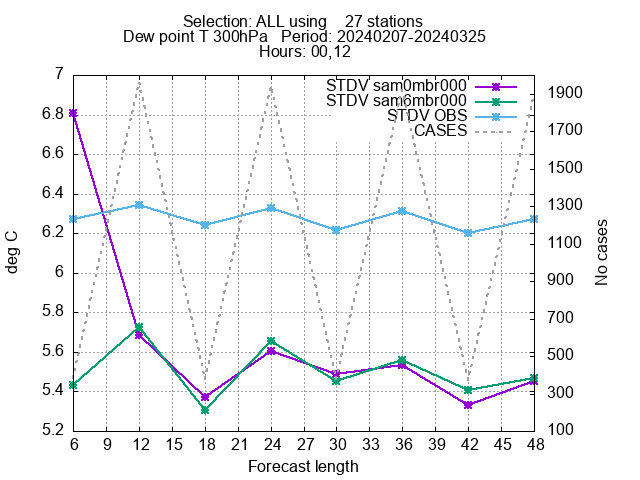 Selection: ALL using    27 stations
Dew point T 300hPa   Period: 20240207-20240325
Hours: 00,12
STDV sam0mbr000
STDV sam6mbr000
STDV OBS
CASES
deg C
7
6.8
6.6
6.4
6.2
6
5.8
5.6
5.4
5.2
No cases
1900
1700
1500
1300
1100
900
700
500
300
100
6 9 12 15 18 21 24 27 30 33 36 39 42 45 48
Forecast length